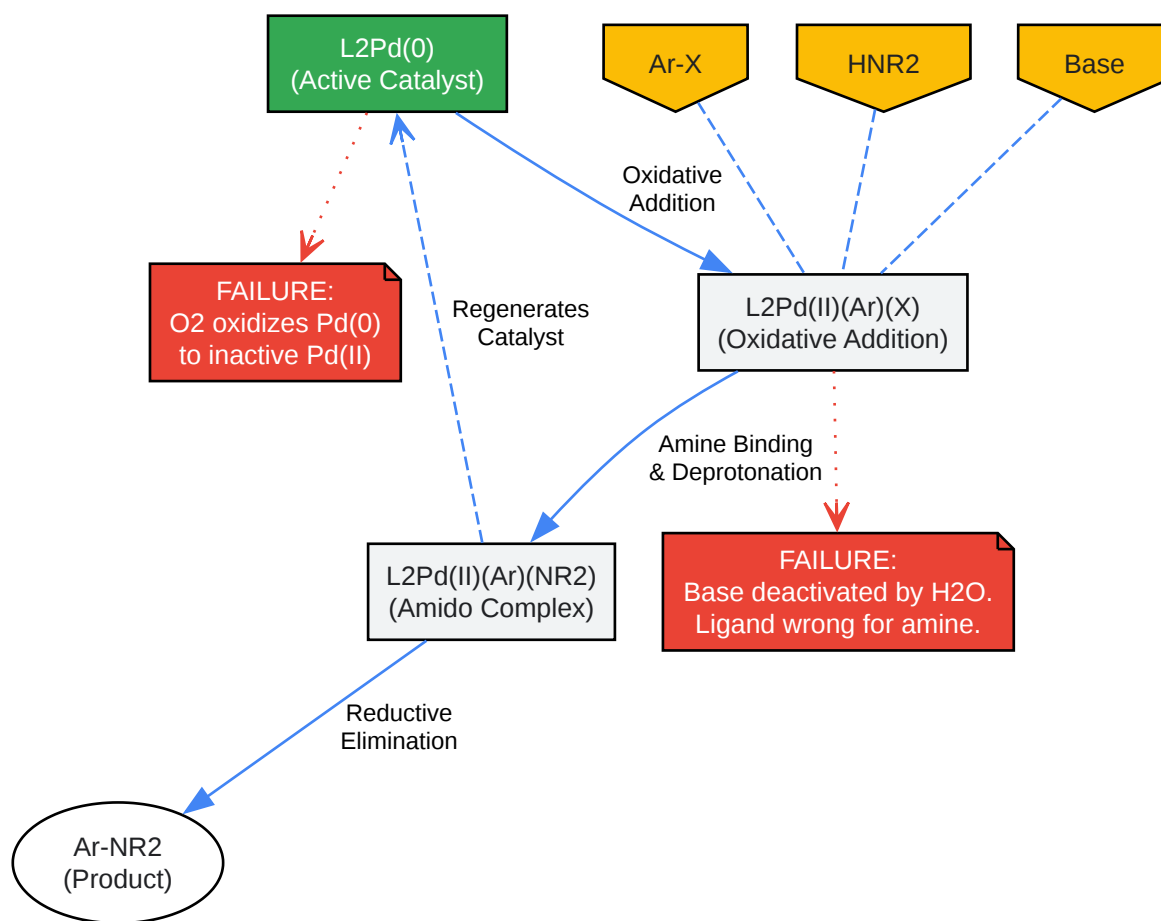 L2Pd(0)
(Active Catalyst)
Ar-X
HNR2
Base
Oxidative
Addition
FAILURE:
O2 oxidizes Pd(0)
to inactive Pd(II)
Regenerates
Catalyst
L2Pd(II)(Ar)(X)
(Oxidative Addition)
Amine Binding
& Deprotonation
L2Pd(II)(Ar)(NR2)
(Amido Complex)
FAILURE:
Base deactivated by H2O.
Ligand wrong for amine.
Reductive
Elimination
Ar-NR2
(Product)